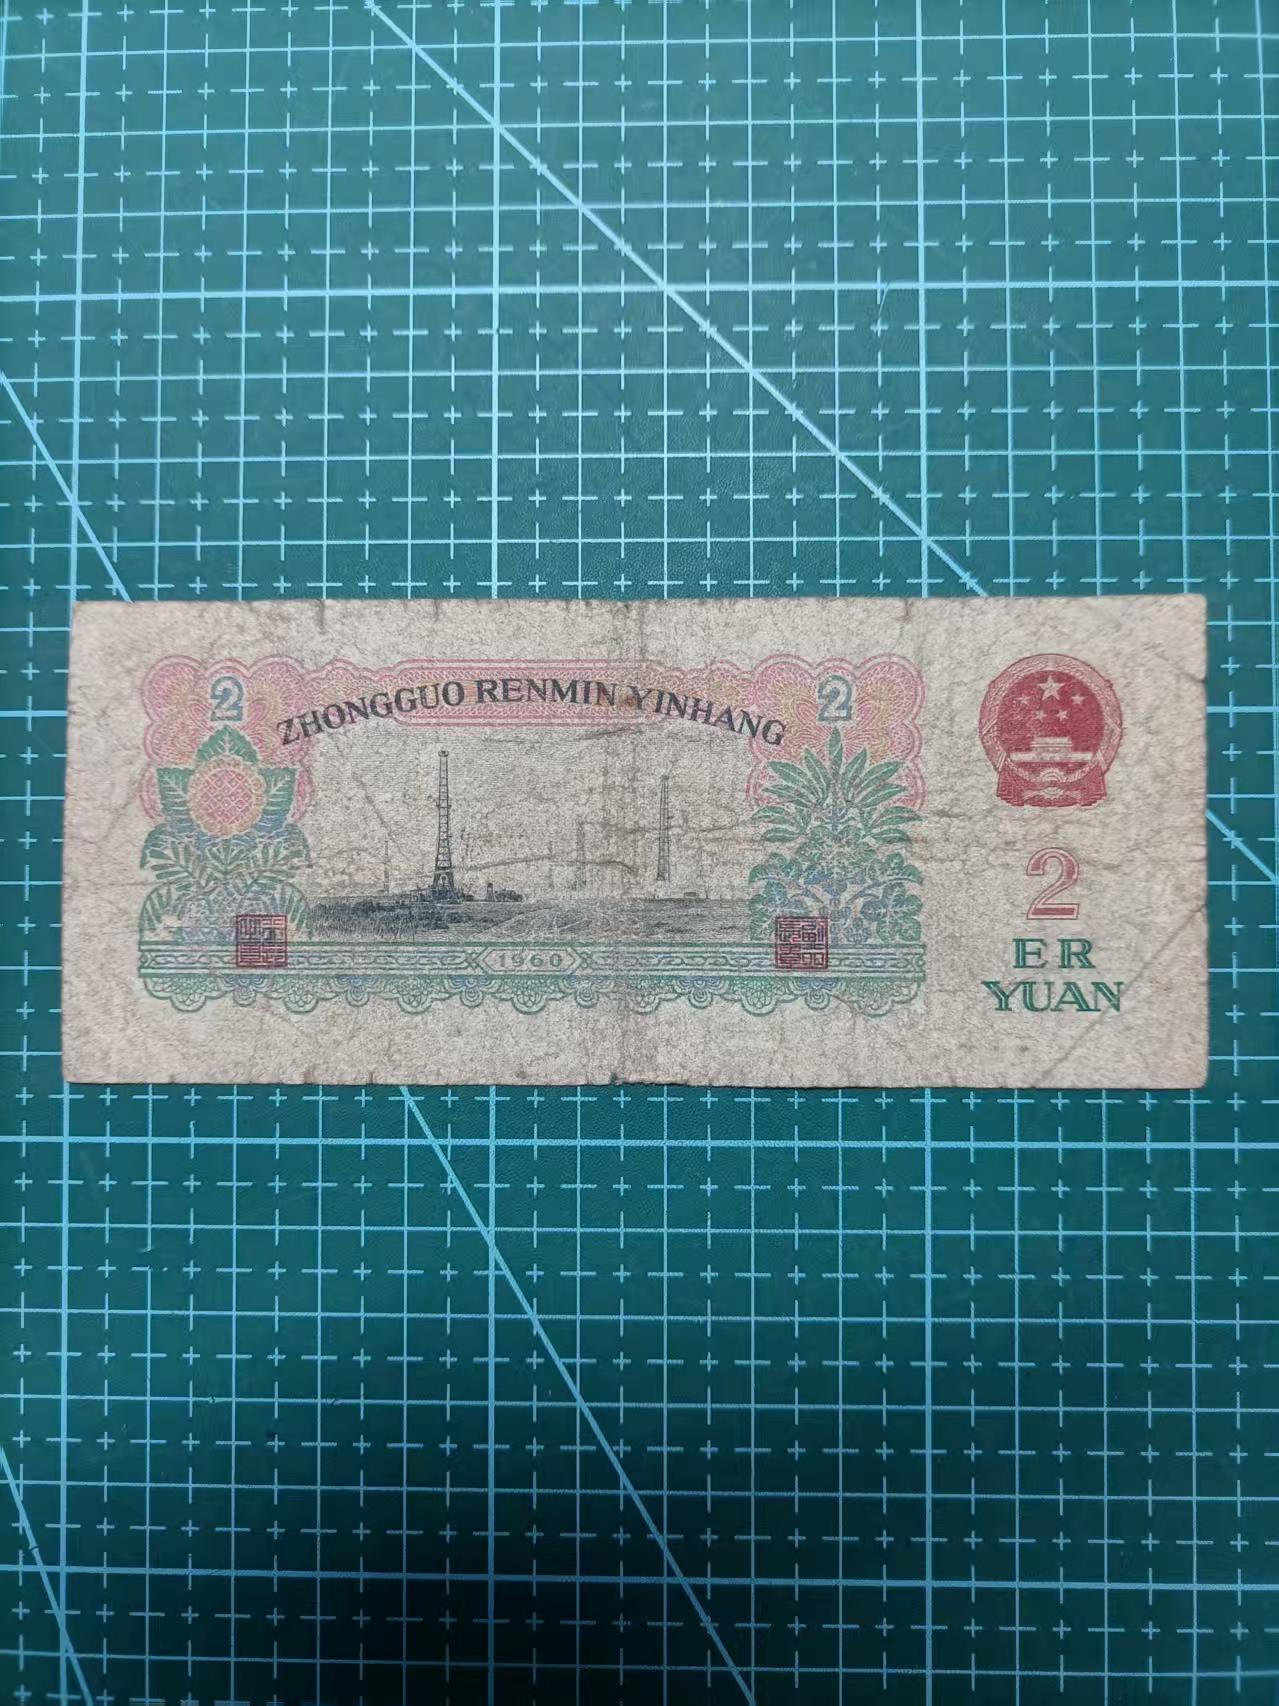 ZHONGGUO RENMIN YINHANG
2
2
1960
2
ER
YUAN